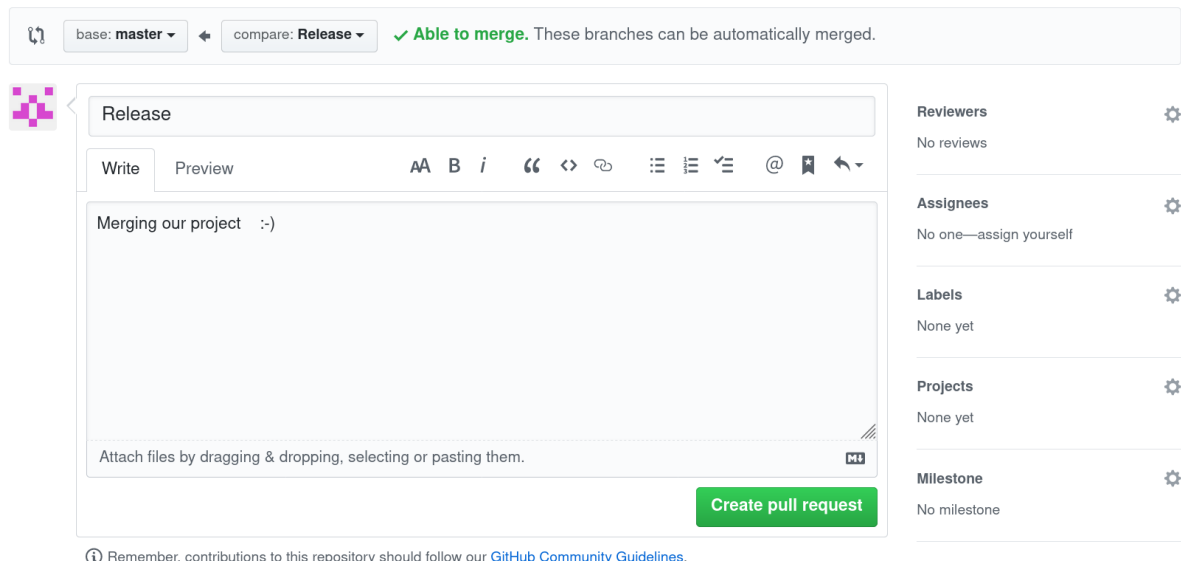 base: master compare: Release Able to merge. These branches can be automatically merged.
Release
Write Preview
Merging our project :-)
Attach files by dragging & dropping, selecting or pasting them.
Create pull request
Remember, contributions to this repository should follow our GitHub Community Guidelines.
Reviewers
No reviews
Assignees
No one—assign yourself
Labels
None yet
Projects
None yet
Milestone
No milestone